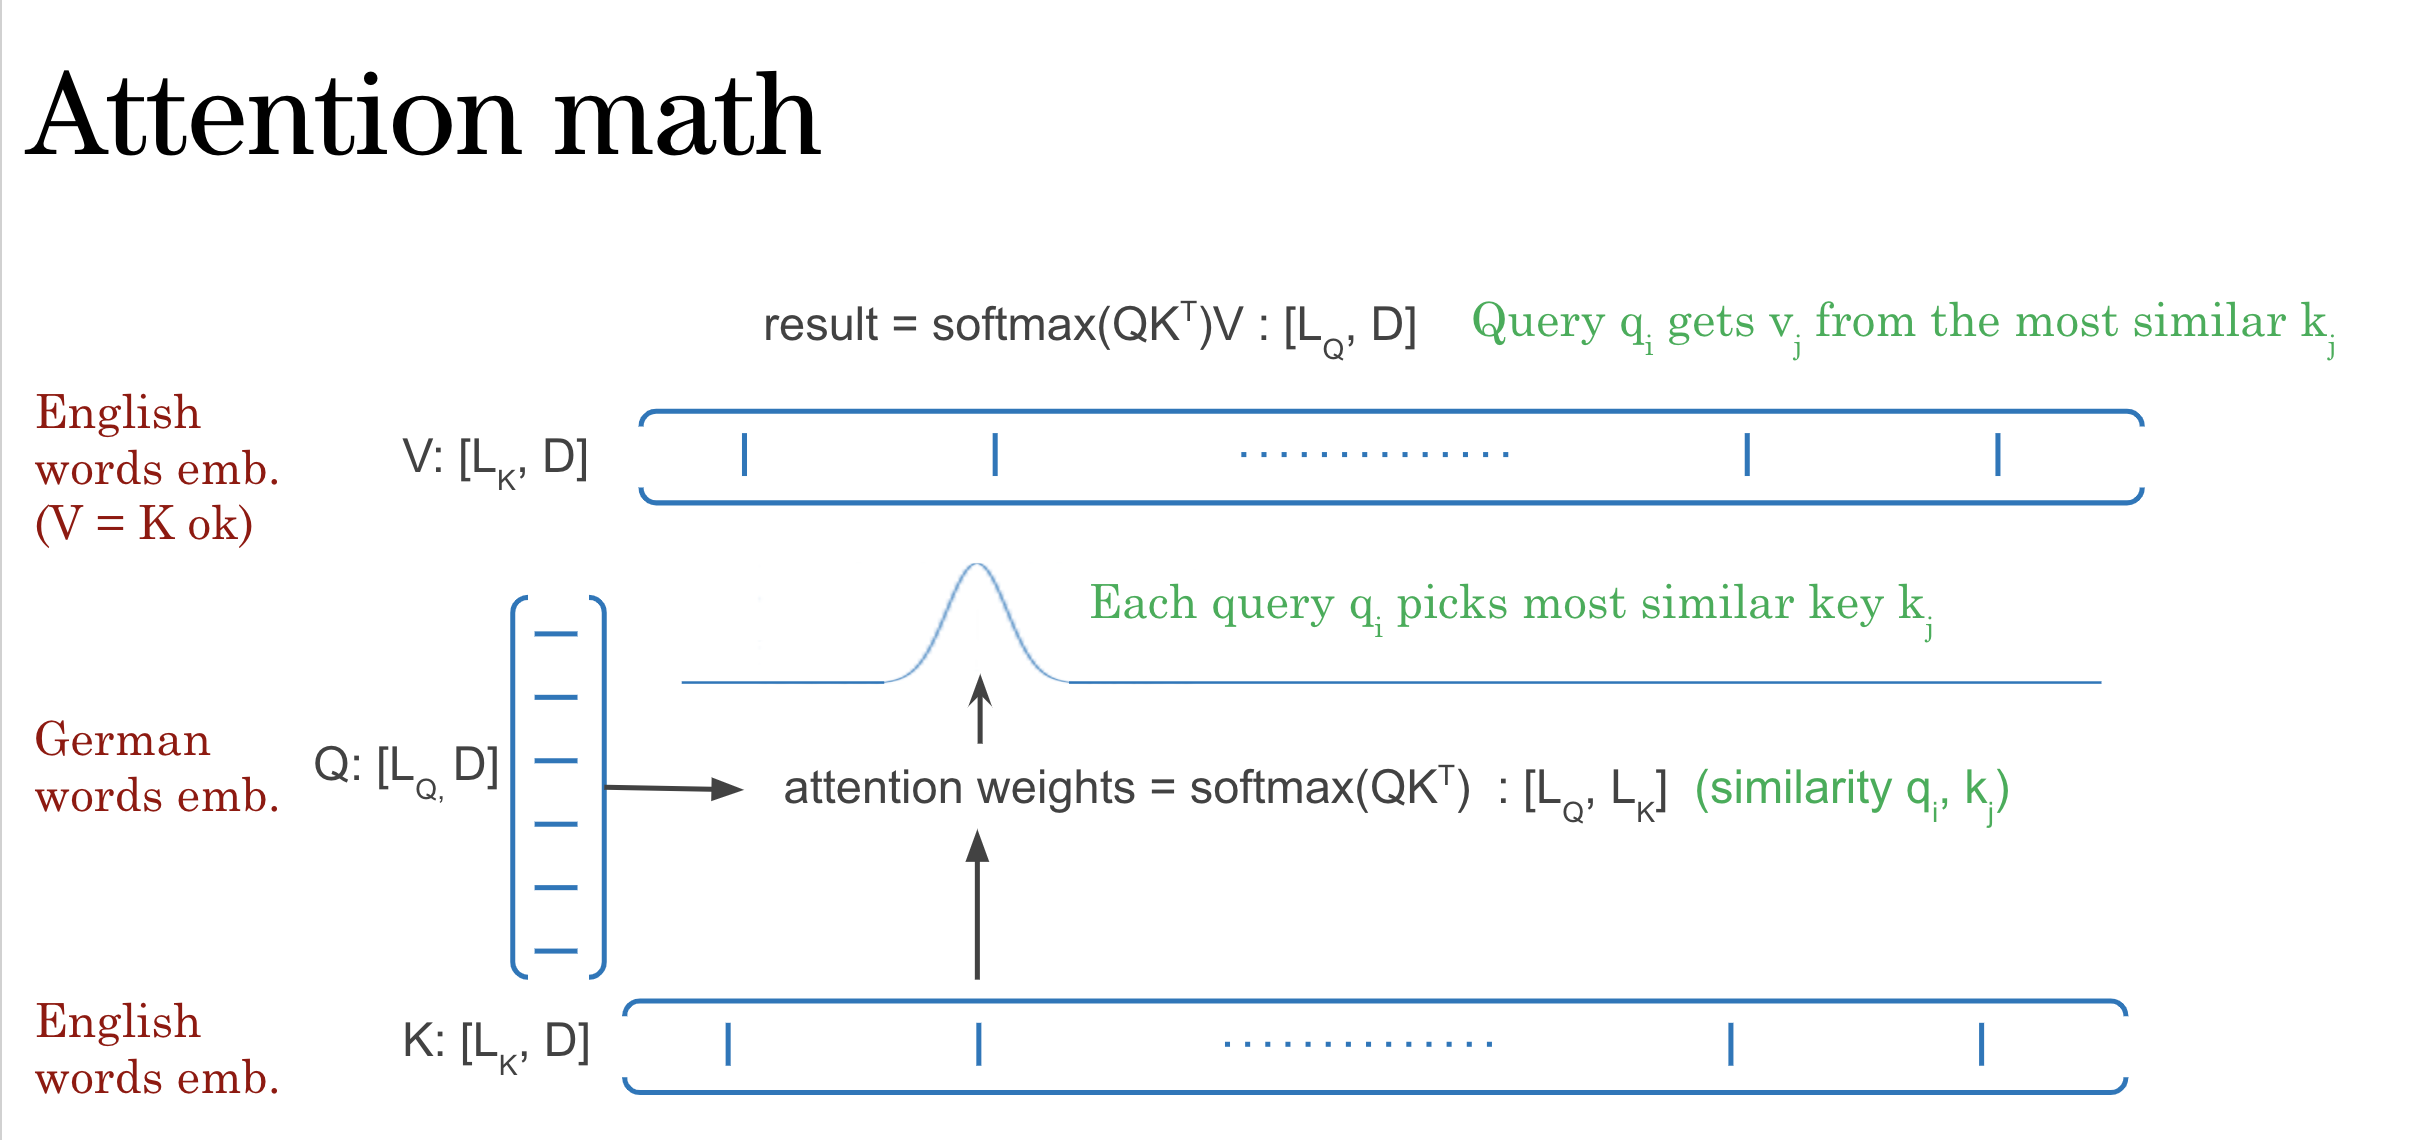 Attention math
result = softmax(QKᵀ)V : [L_Q, D] Query q_i gets v_j from the most similar k_j
English
words emb.
(V = K ok)
V: [L_K, D]
Each query q_i picks most similar key k_j
German
words emb.
Q: [L_Q, D]
attention weights = softmax(QKᵀ) : [L_Q, L_K] (similarity q_i, k_j)
English
words emb.
K: [L_K, D]